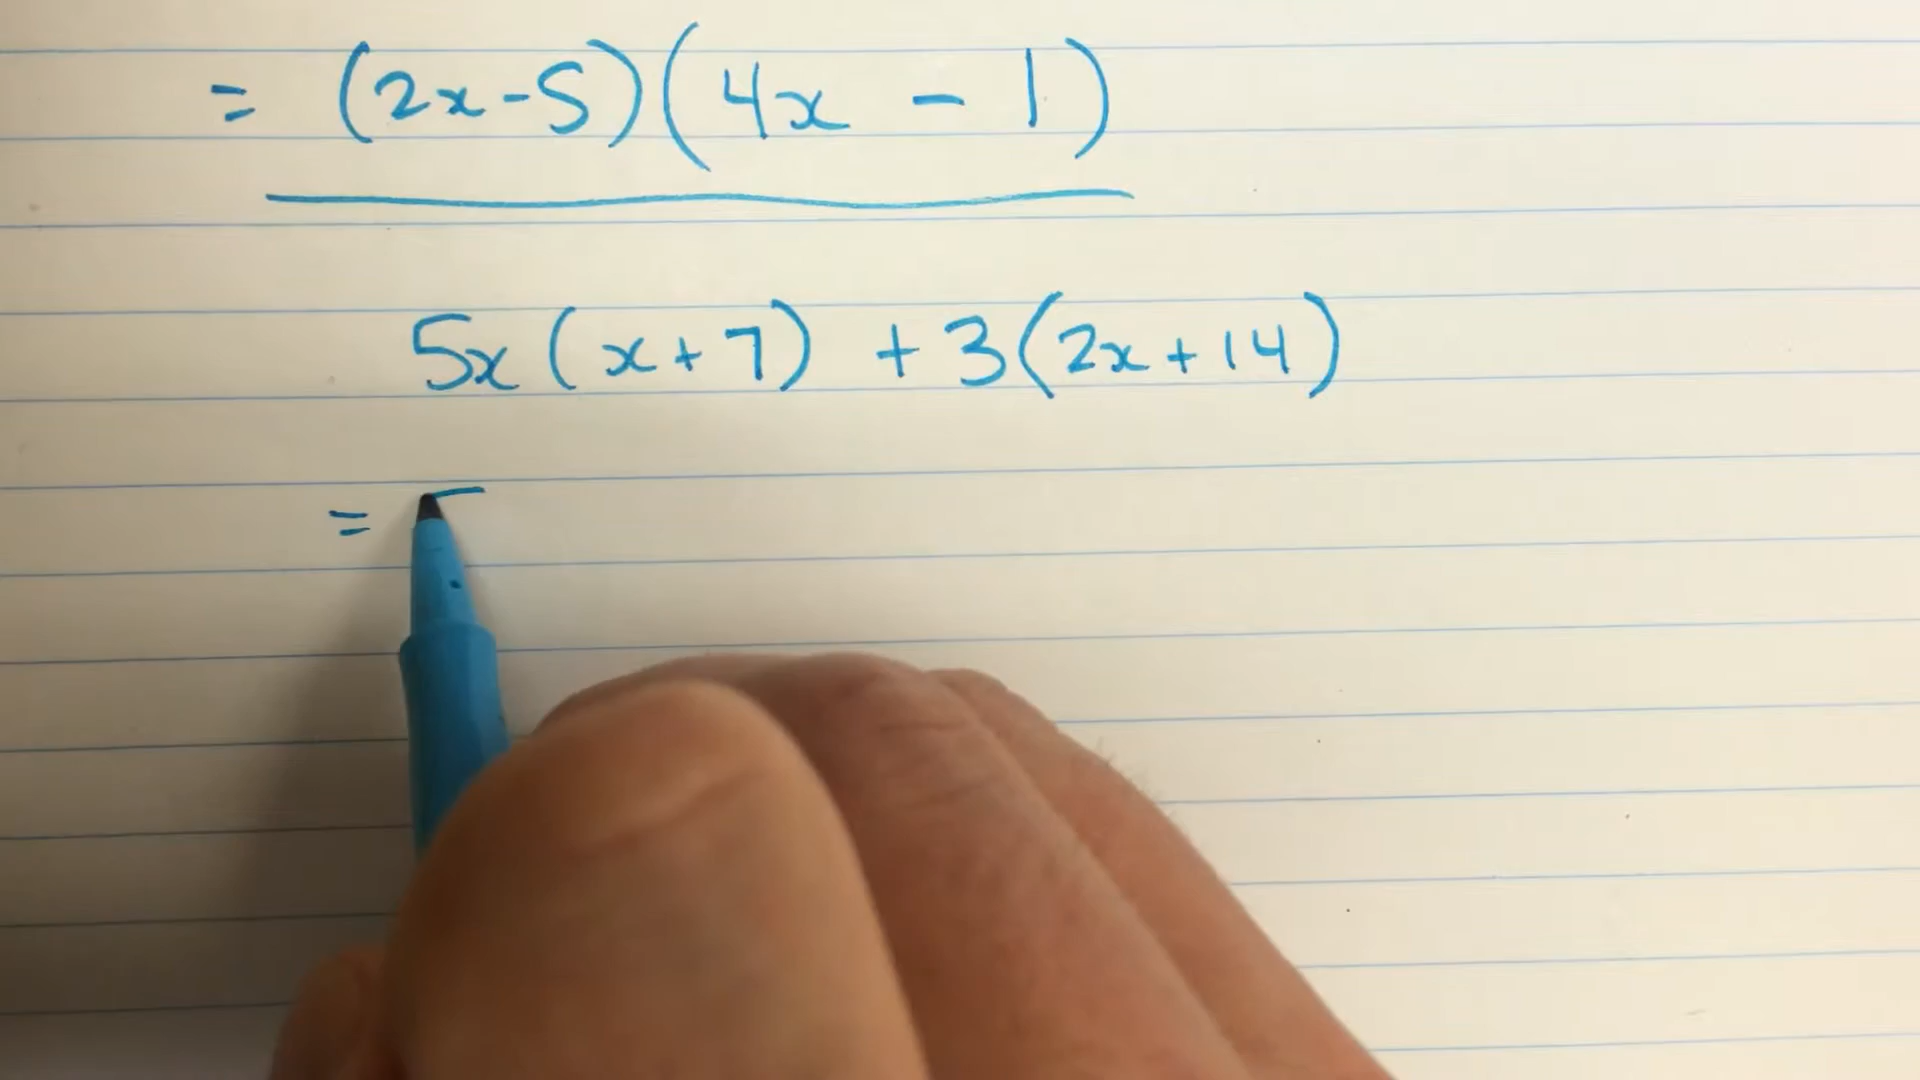 = (2x-5)(4x - 1)
5x(x+7) +3(2x+14)
=